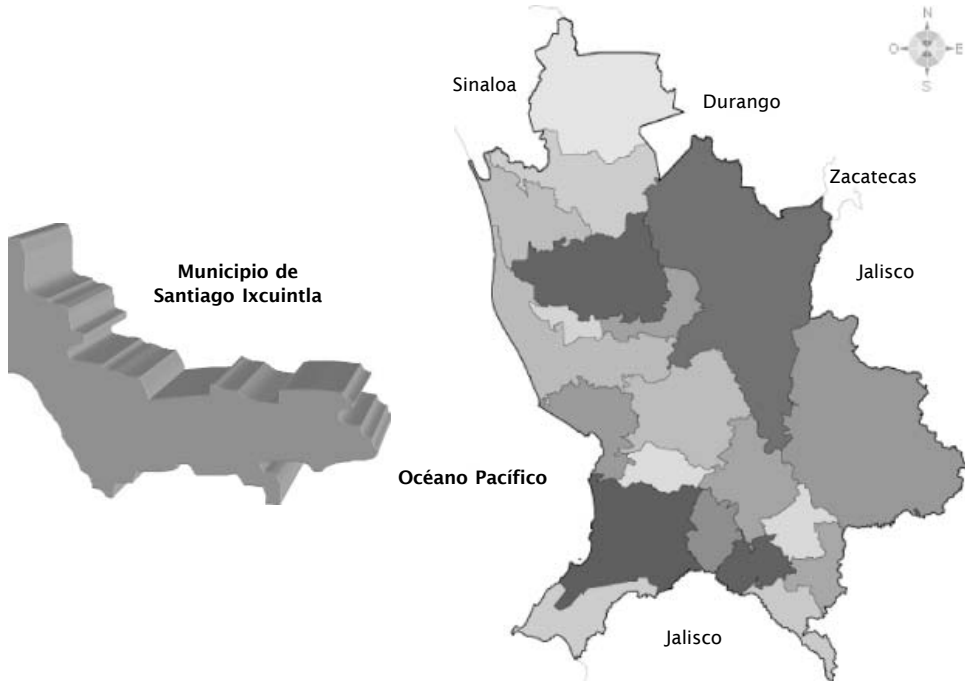 N
O
E
S
Sinaloa
Durango
Zacatecas
Jalisco
Municipio de
Santiago Ixcuintla
Océano Pacífico
Jalisco